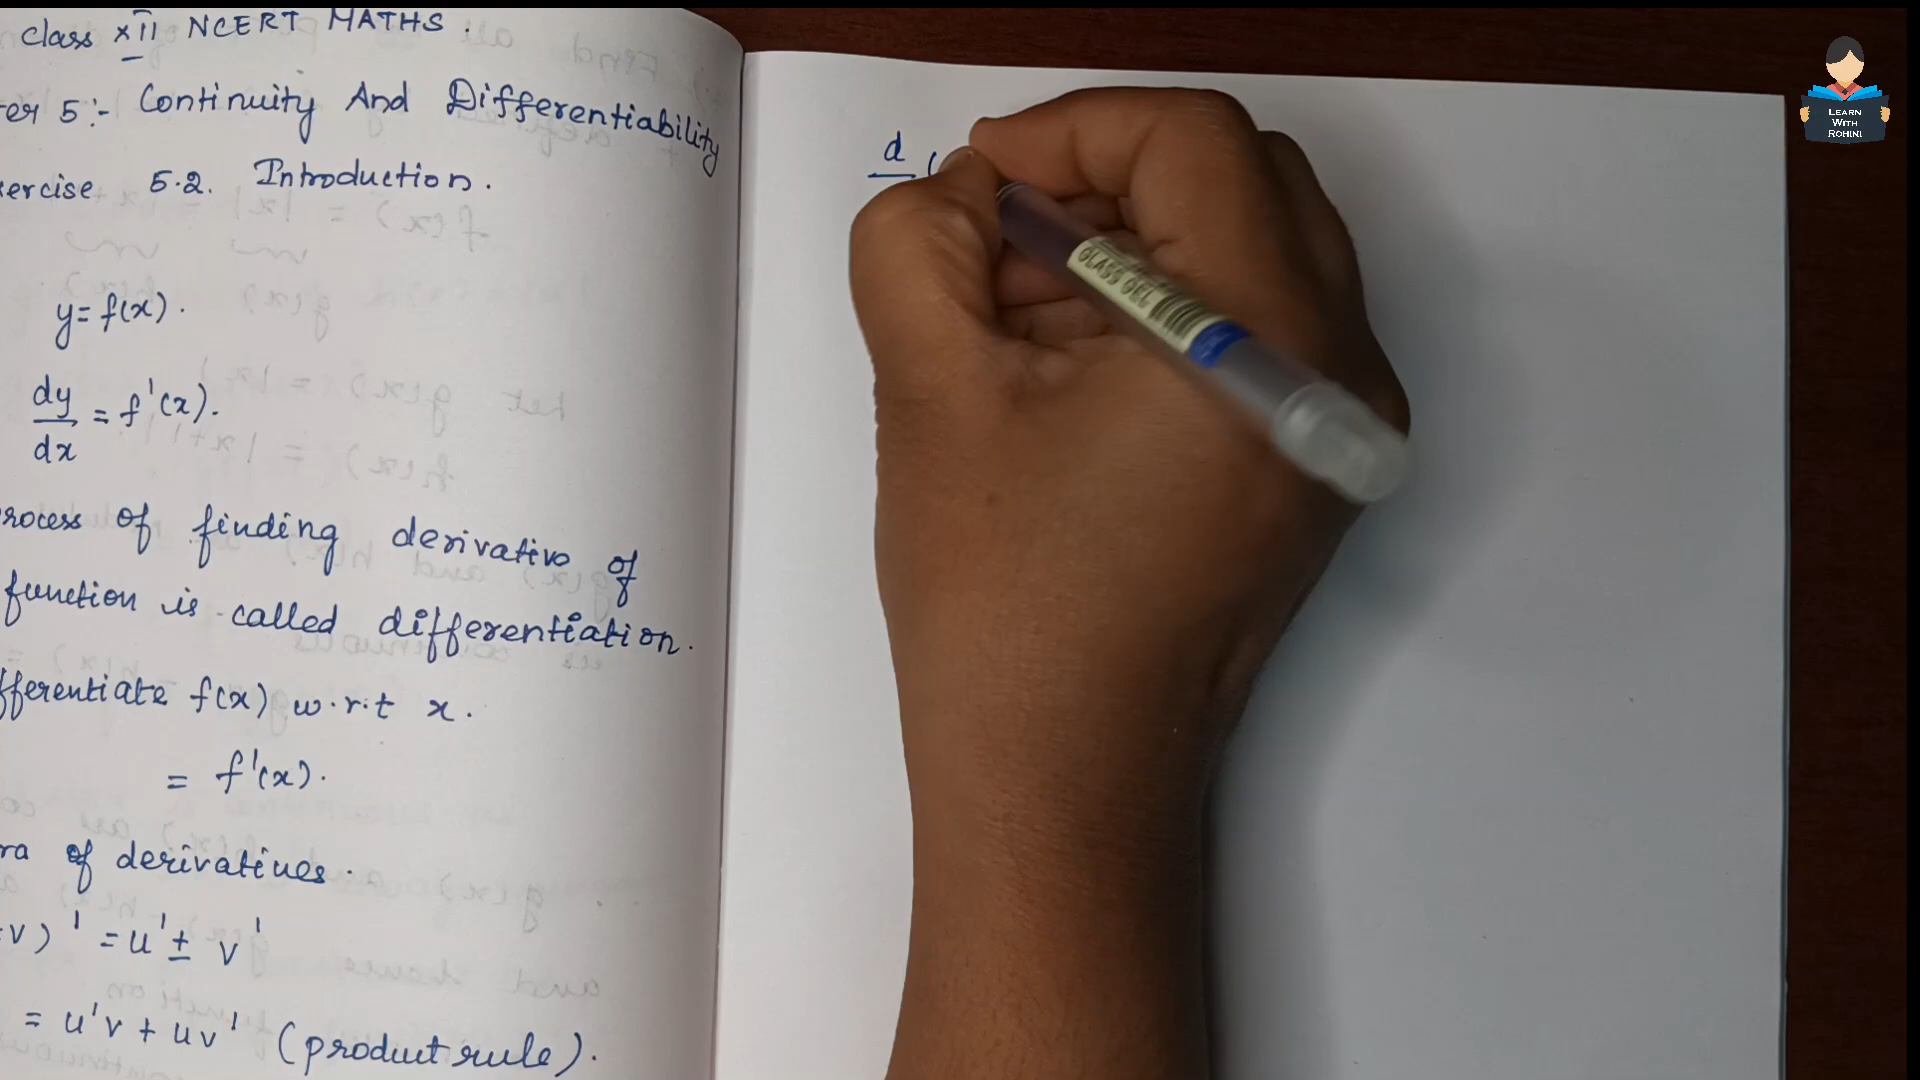 class XII NCERT MATHS.
er 5:- Continuity And Differentiability
ercise 5.2. Introduction.
y = f(x).
dy/dx = f'(x).
rocess of finding derivative of
function is called differentiation.
fferentiate f(x) w.r.t x.
= f'(x).
ra of derivatives.
v)' = u' ± v'
= u'v + uv' (product rule).
d (
GLASS GEL
LEARN
WITH
ROHINI